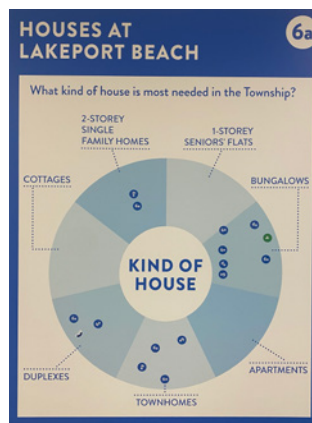 HOUSES AT
LAKEPORT BEACH
6a
What kind of house is most needed in the Township?
2-STOREY
SINGLE
FAMILY HOMES
1-STOREY
SENIORS' FLATS
COTTAGES
BUNGALOWS
KIND OF
HOUSE
DUPLEXES
APARTMENTS
TOWNHOMES